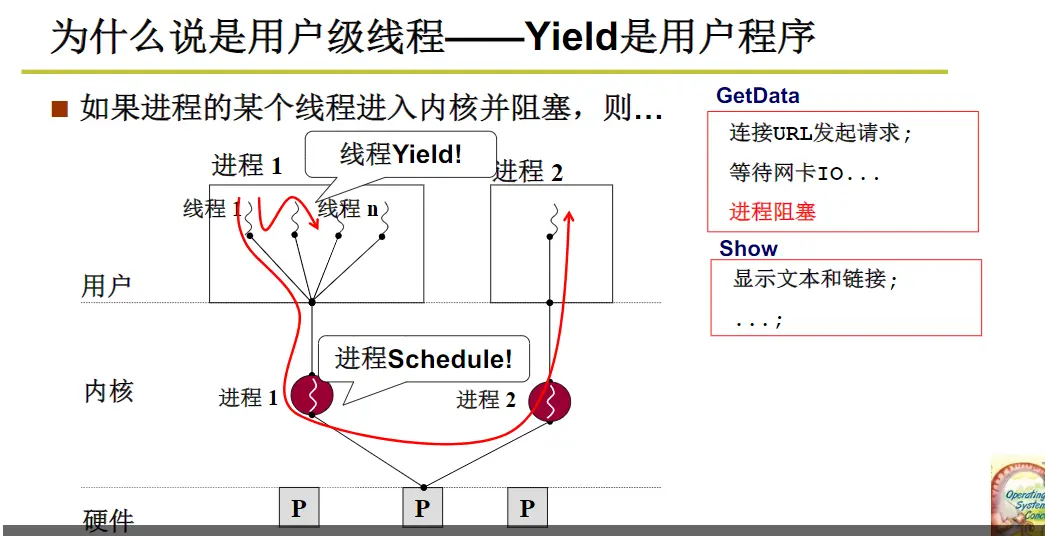 为什么说是用户级线程——Yield是用户程序
■ 如果进程的某个线程进入内核并阻塞，则...
GetData
连接URL发起请求;
等待网卡IO...
进程阻塞
Show
显示文本和链接;
...;
进程 1
线程Yield!
进程 2
线程 1
线程 n
用户
进程Schedule!
内核
进程 1
进程 2
硬件
P
P
P
Operating
System
Conc